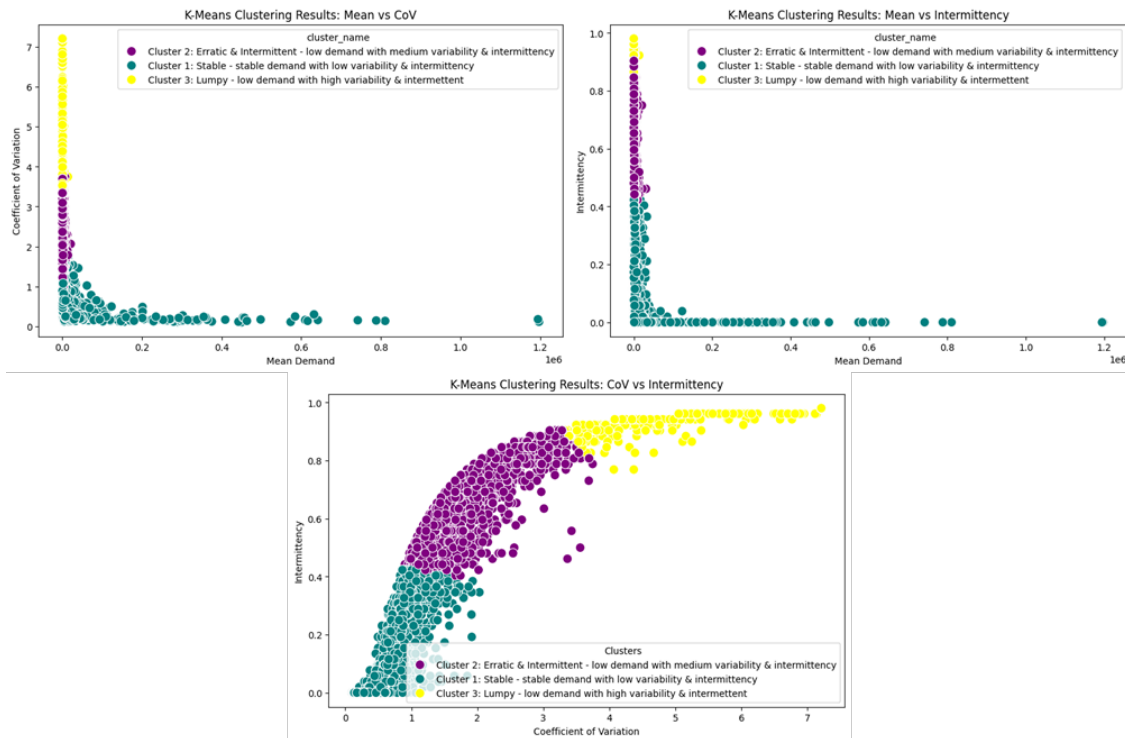 K-Means Clustering Results: Mean vs CoV
cluster_name
Cluster 2: Erratic & Intermittent - low demand with medium variability & intermittency
Cluster 1: Stable - stable demand with low variability & intermittency
Cluster 3: Lumpy - low demand with high variability & intermettent
Coefficient of Variation
7
6
5
4
3
2
1
0
0.0 0.2 0.4 0.6 0.8 1.0 1.2
1e6
Mean Demand
K-Means Clustering Results: Mean vs Intermittency
cluster_name
Cluster 2: Erratic & Intermittent - low demand with medium variability & intermittency
Cluster 1: Stable - stable demand with low variability & intermittency
Cluster 3: Lumpy - low demand with high variability & intermettent
Intermittency
1.0
0.8
0.6
0.4
0.2
0.0
0.0 0.2 0.4 0.6 0.8 1.0 1.2
1e6
Mean Demand
K-Means Clustering Results: CoV vs Intermittency
Intermittency
1.0
0.8
0.6
0.4
0.2
0.0
Clusters
Cluster 2: Erratic & Intermittent - low demand with medium variability & intermittency
Cluster 1: Stable - stable demand with low variability & intermittency
Cluster 3: Lumpy - low demand with high variability & intermettent
0 1 2 3 4 5 6 7
Coefficient of Variation